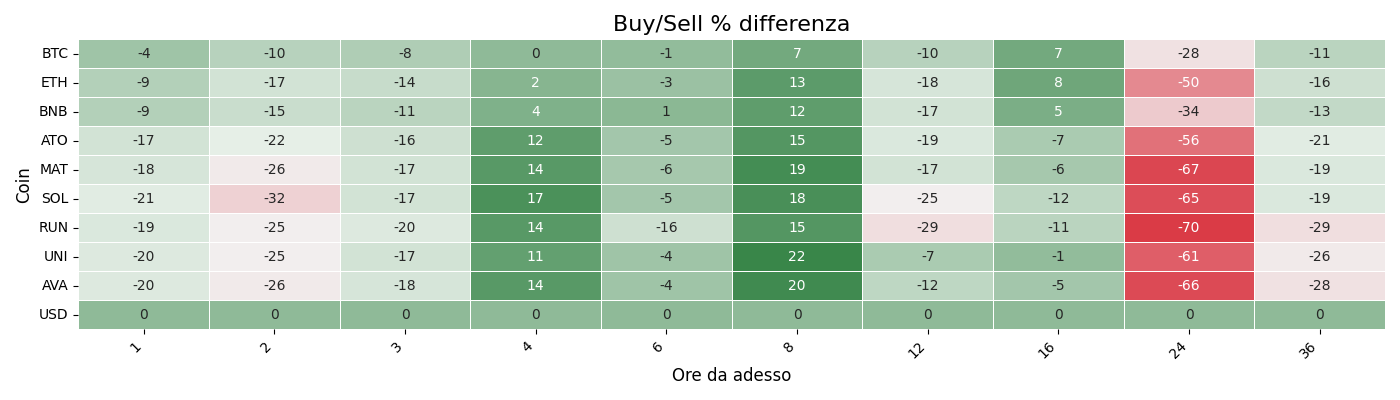 Buy/Sell % differenza
BTC -4 -10 -8 0 -1 7 -10 7 -28 -11
ETH -9 -17 -14 2 -3 13 -18 8 -50 -16
BNB -9 -15 -11 4 1 12 -17 5 -34 -13
ATO -17 -22 -16 12 -5 15 -19 -7 -56 -21
MAT -18 -26 -17 14 -6 19 -17 -6 -67 -19
SOL -21 -32 -17 17 -5 18 -25 -12 -65 -19
RUN -19 -25 -20 14 -16 15 -29 -11 -70 -29
UNI -20 -25 -17 11 -4 22 -7 -1 -61 -26
AVA -20 -26 -18 14 -4 20 -12 -5 -66 -28
USD 0 0 0 0 0 0 0 0 0 0
Coin
1 2 3 4 6 8 12 16 24 36
Ore da adesso